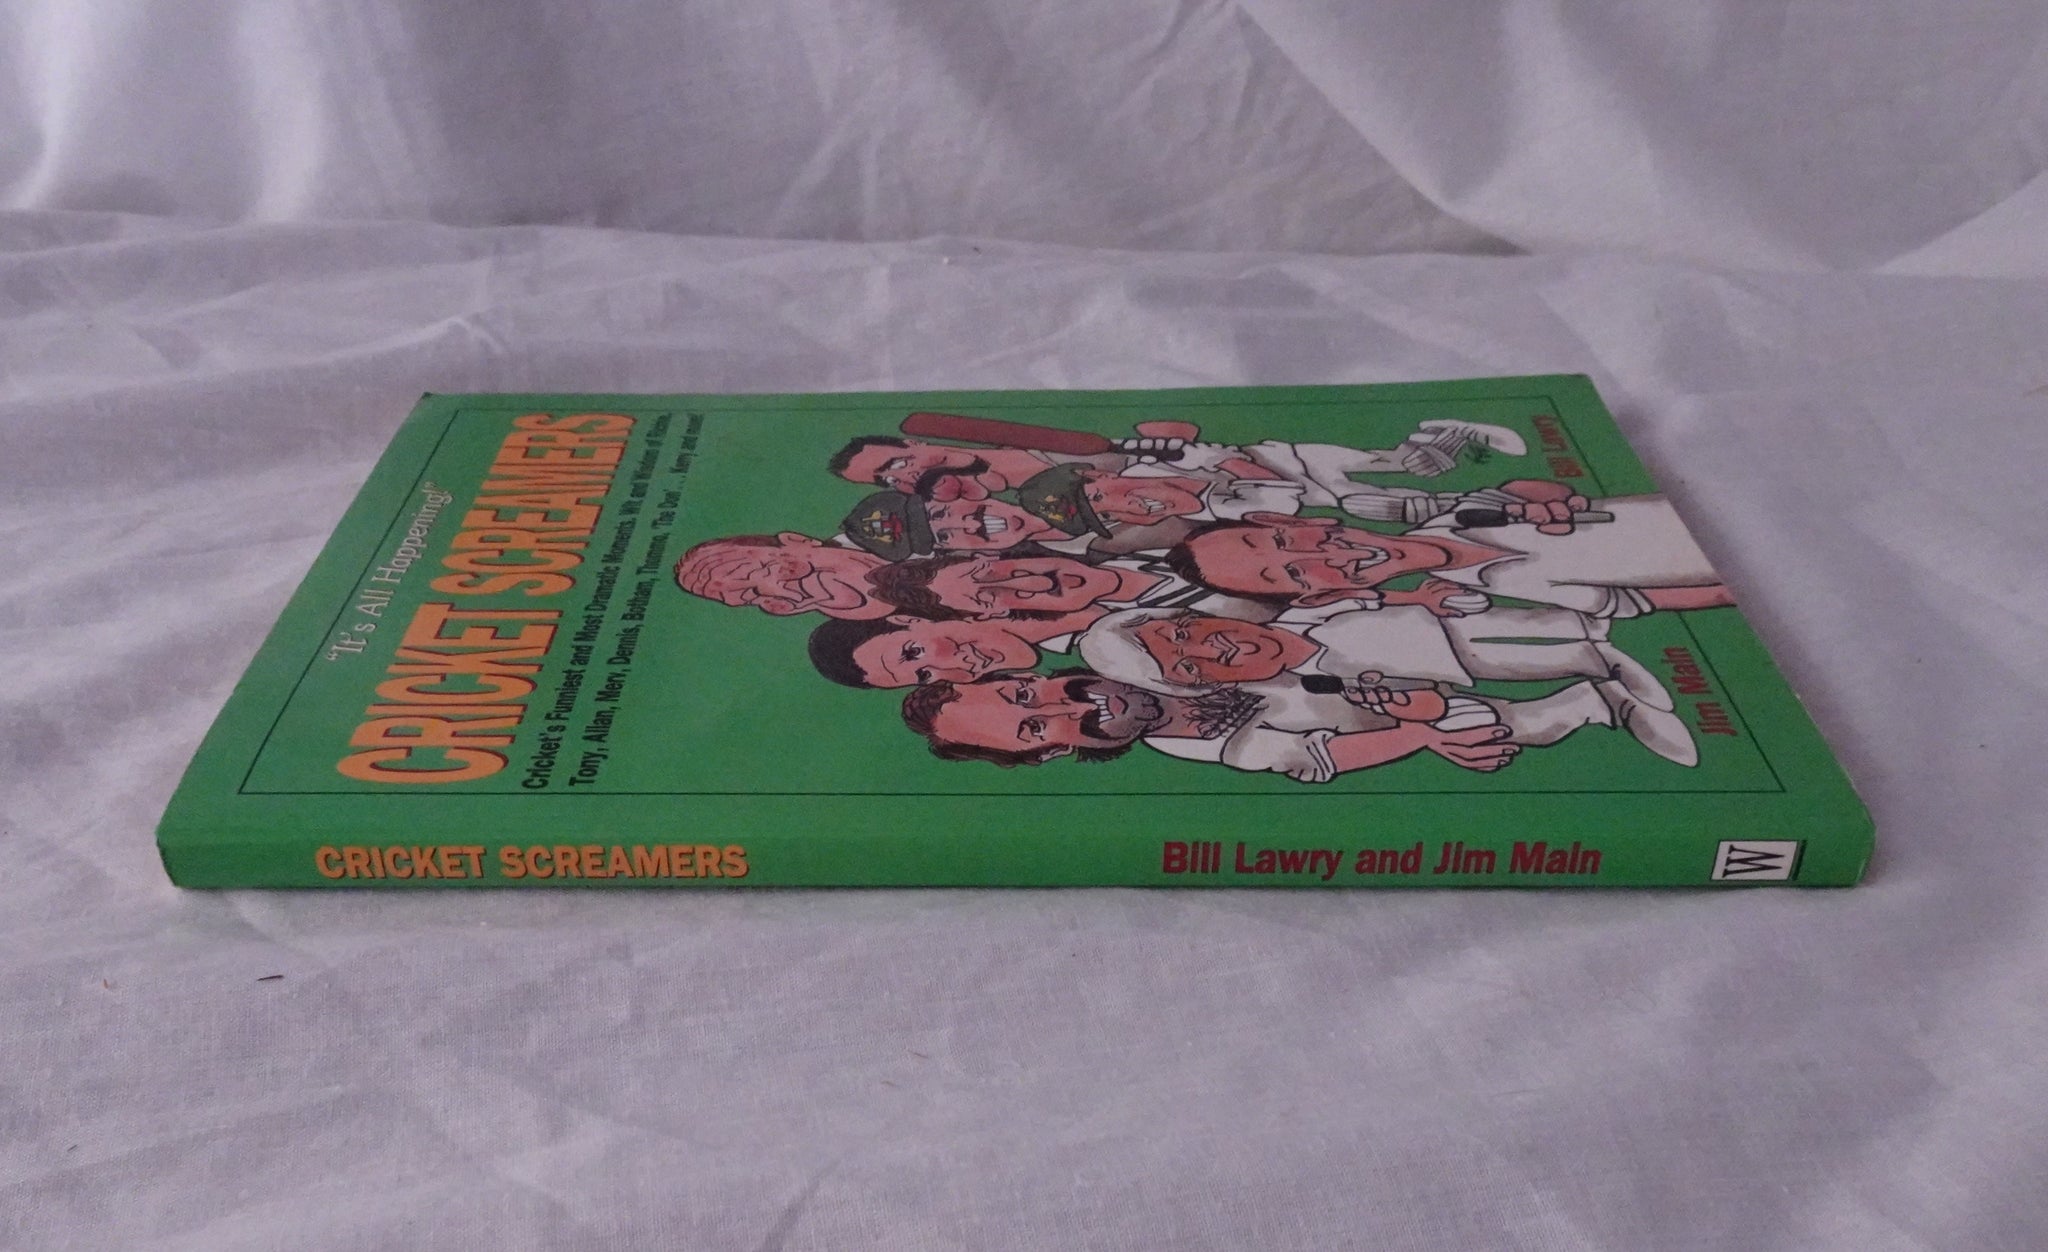 "It's All Happening!"
CRICKET SCREAMERS
Cricket's Funniest and Most Dramatic Moments. Wit and Wisdom of Richie,
Tony, Allan, Merv, Dennis, Botham, Thommo, 'The Don' . . . Kerry and more!
Bill Lawry
Jim Main
CRICKET SCREAMERS
Bill Lawry and Jim Main
W